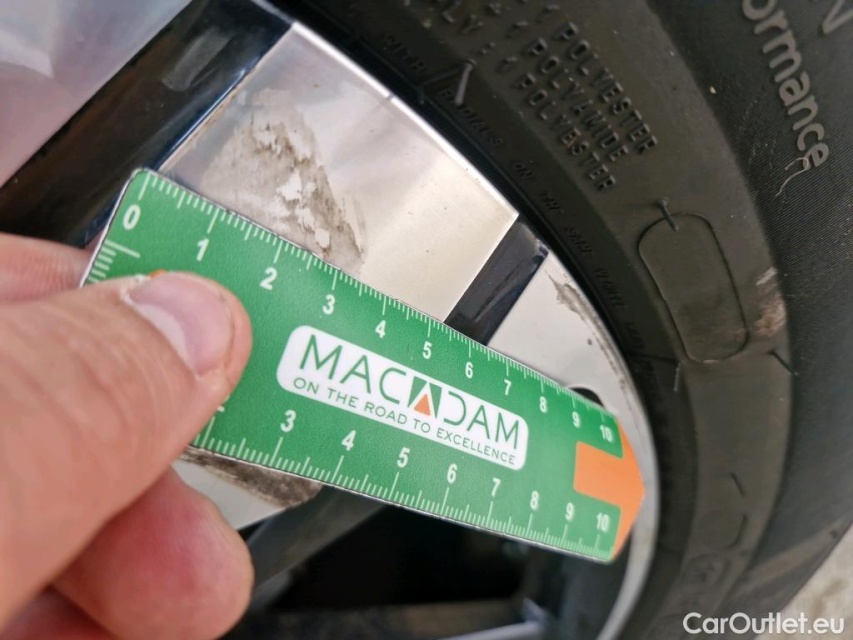 ormance
POLYESTER
POLYAMIDE
POLYESTER
0 1 2 3 4 5 6 7 8 9 10
MACADAM
ON THE ROAD TO EXCELLENCE
3 4 5 6 7 8 9 10
CarOutlet.eu